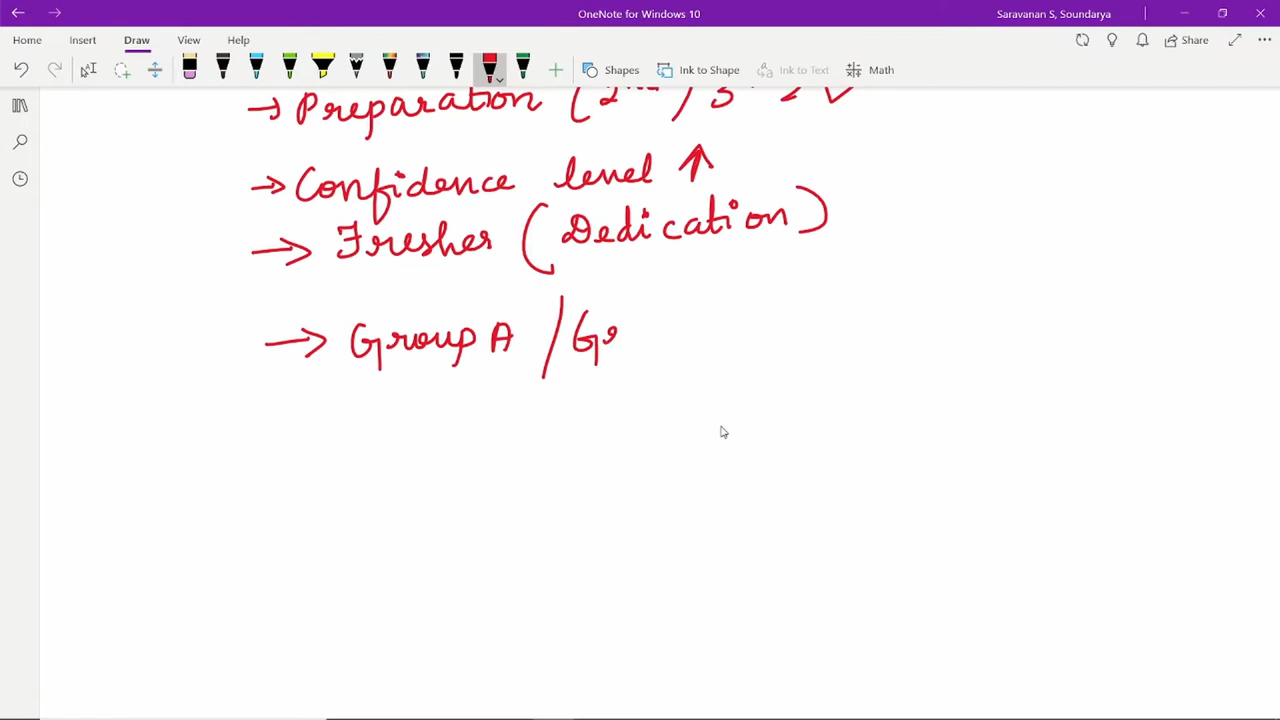 OneNote for Windows 10
Saravanan S, Soundarya
Home Insert Draw View Help
Share
Shapes Ink to Shape Ink to Text Math
→ Preparation (
→ Confidence level ↑
→ Fresher (Dedication)
→ Group A / Gr